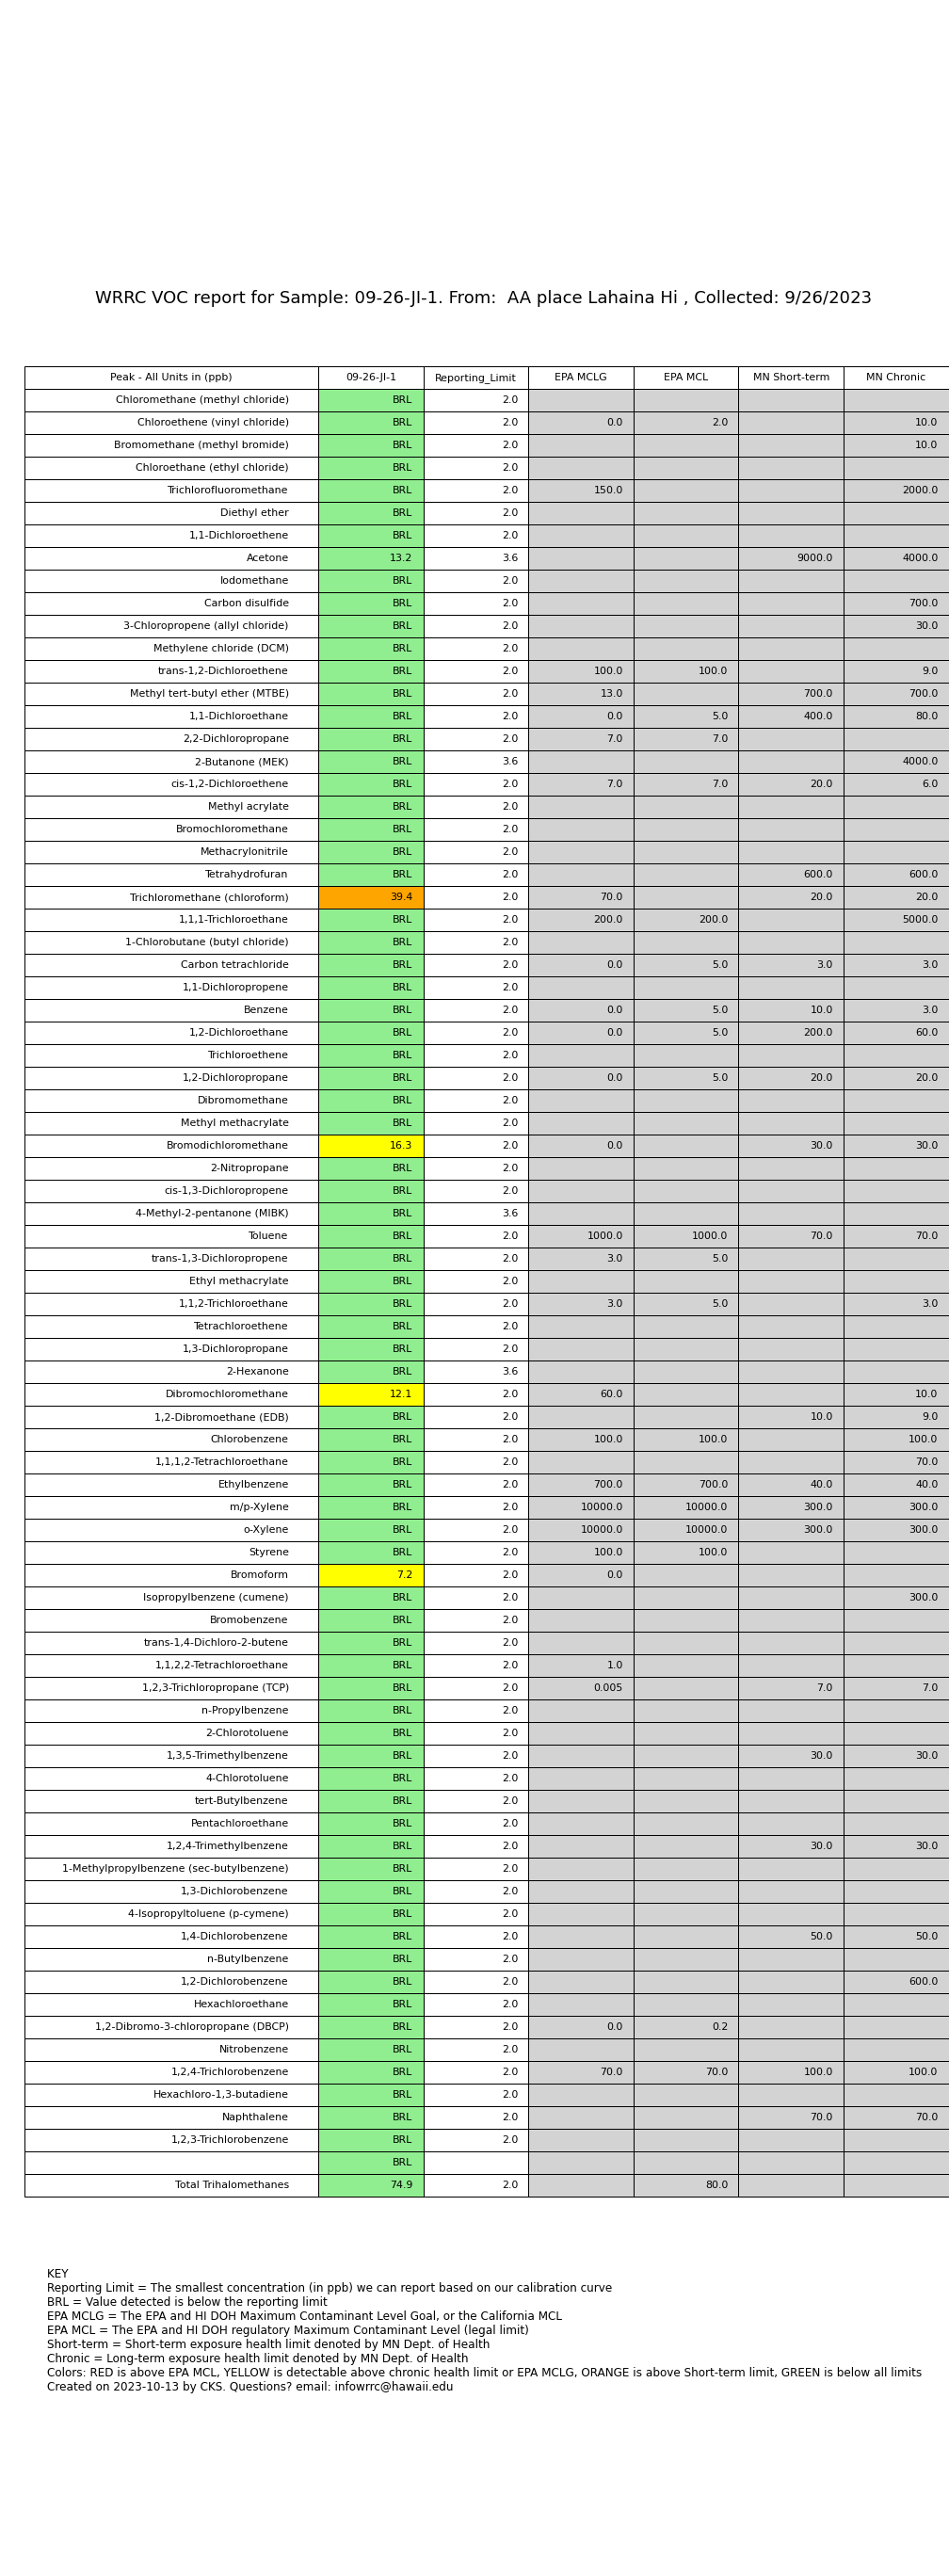 WRRC VOC report for Sample: 09-26-JI-1. From:  AA place Lahaina Hi , Collected: 9/26/2023
Peak - All Units in (ppb) 09-26-JI-1 Reporting_Limit EPA MCLG EPA MCL MN Short-term MN Chronic
Chloromethane (methyl chloride) BRL 2.0
Chloroethene (vinyl chloride) BRL 2.0 0.0 2.0 10.0
Bromomethane (methyl bromide) BRL 2.0 10.0
Chloroethane (ethyl chloride) BRL 2.0
Trichlorofluoromethane BRL 2.0 150.0 2000.0
Diethyl ether BRL 2.0
1,1-Dichloroethene BRL 2.0
Acetone 13.2 3.6 9000.0 4000.0
Iodomethane BRL 2.0
Carbon disulfide BRL 2.0 700.0
3-Chloropropene (allyl chloride) BRL 2.0 30.0
Methylene chloride (DCM) BRL 2.0
trans-1,2-Dichloroethene BRL 2.0 100.0 100.0 9.0
Methyl tert-butyl ether (MTBE) BRL 2.0 13.0 700.0 700.0
1,1-Dichloroethane BRL 2.0 0.0 5.0 400.0 80.0
2,2-Dichloropropane BRL 2.0 7.0 7.0
2-Butanone (MEK) BRL 3.6 4000.0
cis-1,2-Dichloroethene BRL 2.0 7.0 7.0 20.0 6.0
Methyl acrylate BRL 2.0
Bromochloromethane BRL 2.0
Methacrylonitrile BRL 2.0
Tetrahydrofuran BRL 2.0 600.0 600.0
Trichloromethane (chloroform) 39.4 2.0 70.0 20.0 20.0
1,1,1-Trichloroethane BRL 2.0 200.0 200.0 5000.0
1-Chlorobutane (butyl chloride) BRL 2.0
Carbon tetrachloride BRL 2.0 0.0 5.0 3.0 3.0
1,1-Dichloropropene BRL 2.0
Benzene BRL 2.0 0.0 5.0 10.0 3.0
1,2-Dichloroethane BRL 2.0 0.0 5.0 200.0 60.0
Trichloroethene BRL 2.0
1,2-Dichloropropane BRL 2.0 0.0 5.0 20.0 20.0
Dibromomethane BRL 2.0
Methyl methacrylate BRL 2.0
Bromodichloromethane 16.3 2.0 0.0 30.0 30.0
2-Nitropropane BRL 2.0
cis-1,3-Dichloropropene BRL 2.0
4-Methyl-2-pentanone (MIBK) BRL 3.6
Toluene BRL 2.0 1000.0 1000.0 70.0 70.0
trans-1,3-Dichloropropene BRL 2.0 3.0 5.0
Ethyl methacrylate BRL 2.0
1,1,2-Trichloroethane BRL 2.0 3.0 5.0 3.0
Tetrachloroethene BRL 2.0
1,3-Dichloropropane BRL 2.0
2-Hexanone BRL 3.6
Dibromochloromethane 12.1 2.0 60.0 10.0
1,2-Dibromoethane (EDB) BRL 2.0 10.0 9.0
Chlorobenzene BRL 2.0 100.0 100.0 100.0
1,1,1,2-Tetrachloroethane BRL 2.0 70.0
Ethylbenzene BRL 2.0 700.0 700.0 40.0 40.0
m/p-Xylene BRL 2.0 10000.0 10000.0 300.0 300.0
o-Xylene BRL 2.0 10000.0 10000.0 300.0 300.0
Styrene BRL 2.0 100.0 100.0
Bromoform 7.2 2.0 0.0
Isopropylbenzene (cumene) BRL 2.0 300.0
Bromobenzene BRL 2.0
trans-1,4-Dichloro-2-butene BRL 2.0
1,1,2,2-Tetrachloroethane BRL 2.0 1.0
1,2,3-Trichloropropane (TCP) BRL 2.0 0.005 7.0 7.0
n-Propylbenzene BRL 2.0
2-Chlorotoluene BRL 2.0
1,3,5-Trimethylbenzene BRL 2.0 30.0 30.0
4-Chlorotoluene BRL 2.0
tert-Butylbenzene BRL 2.0
Pentachloroethane BRL 2.0
1,2,4-Trimethylbenzene BRL 2.0 30.0 30.0
1-Methylpropylbenzene (sec-butylbenzene) BRL 2.0
1,3-Dichlorobenzene BRL 2.0
4-Isopropyltoluene (p-cymene) BRL 2.0
1,4-Dichlorobenzene BRL 2.0 50.0 50.0
n-Butylbenzene BRL 2.0
1,2-Dichlorobenzene BRL 2.0 600.0
Hexachloroethane BRL 2.0
1,2-Dibromo-3-chloropropane (DBCP) BRL 2.0 0.0 0.2
Nitrobenzene BRL 2.0
1,2,4-Trichlorobenzene BRL 2.0 70.0 70.0 100.0 100.0
Hexachloro-1,3-butadiene BRL 2.0
Naphthalene BRL 2.0 70.0 70.0
1,2,3-Trichlorobenzene BRL 2.0
BRL
Total Trihalomethanes 74.9 2.0 80.0
KEY
Reporting Limit = The smallest concentration (in ppb) we can report based on our calibration curve
BRL = Value detected is below the reporting limit
EPA MCLG = The EPA and HI DOH Maximum Contaminant Level Goal, or the California MCL
EPA MCL = The EPA and HI DOH regulatory Maximum Contaminant Level (legal limit)
Short-term = Short-term exposure health limit denoted by MN Dept. of Health
Chronic = Long-term exposure health limit denoted by MN Dept. of Health
Colors: RED is above EPA MCL, YELLOW is detectable above chronic health limit or EPA MCLG, ORANGE is above Short-term limit, GREEN is below all limits
Created on 2023-10-13 by CKS. Questions? email: infowrrc@hawaii.edu